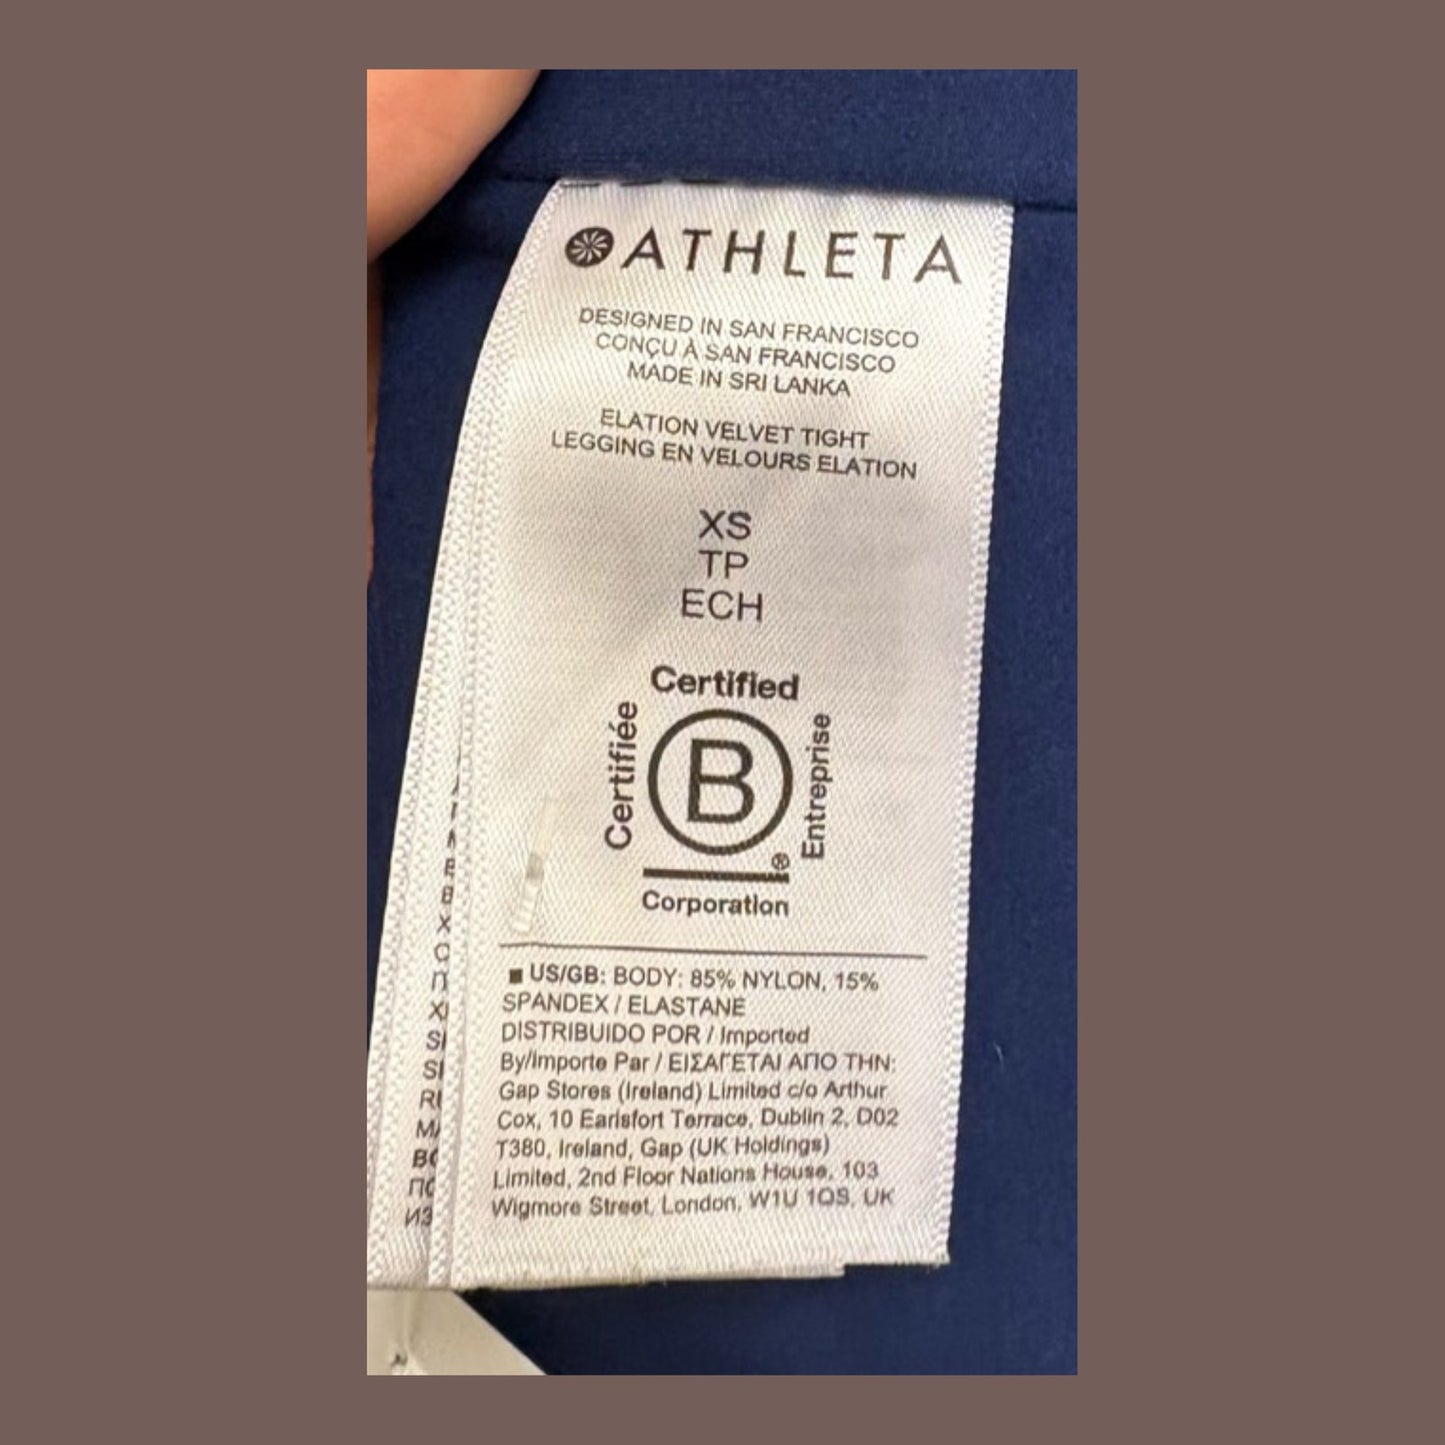 ATHLETA
DESIGNED IN SAN FRANCISCO
CONÇU À SAN FRANCISCO
MADE IN SRI LANKA
ELATION VELVET TIGHT
LEGGING EN VELOURS ELATION
XS
TP
ECH
Certified
Certifiée
B
®
Entreprise
Corporation
US/GB: BODY: 85% NYLON, 15%
SPANDEX / ELASTANE
DISTRIBUIDO POR / Imported
By/Importe Par / ΕΙΣΑΓΕΤΑΙ ΑΠΟ ΤΗΝ:
Gap Stores (Ireland) Limited c/o Arthur
Cox, 10 Earlsfort Terrace, Dublin 2, D02
T380, Ireland, Gap (UK Holdings)
Limited, 2nd Floor Nations House, 103
Wigmore Street, London, W1U 1QS, UK